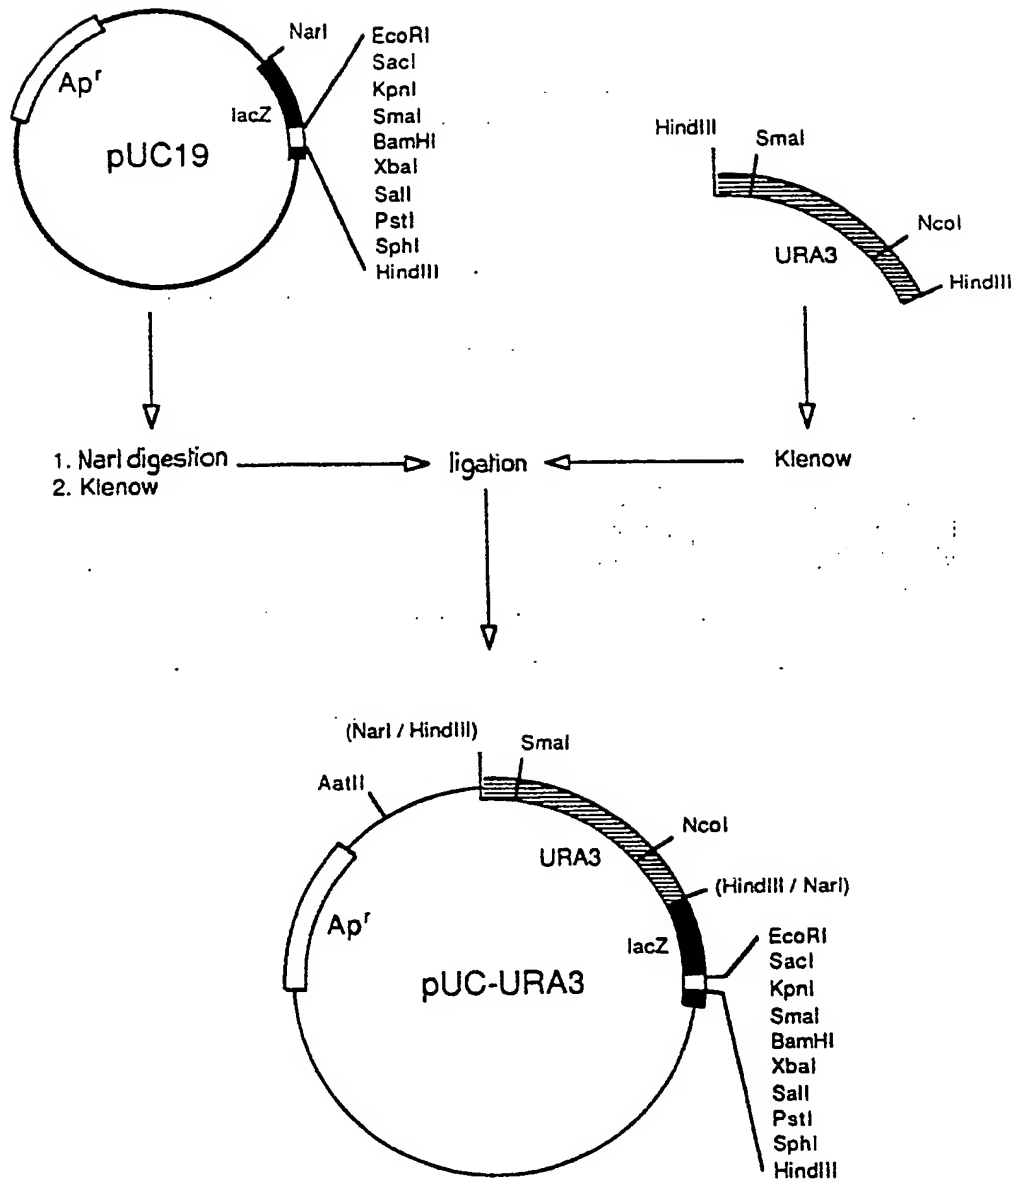 NarI
EcoRI
SacI
KpnI
SmaI
BamHI
XbaI
SalI
PstI
SphI
HindIII
Apʳ
lacZ
pUC19
HindIII
SmaI
NcoI
URA3
HindIII
1. NarI digestion
2. Klenow
ligation
Klenow
(NarI / HindIII)
SmaI
AatII
NcoI
URA3
(HindIII / NarI)
Apʳ
lacZ
pUC-URA3
EcoRI
SacI
KpnI
SmaI
BamHI
XbaI
SalI
PstI
SphI
HindIII